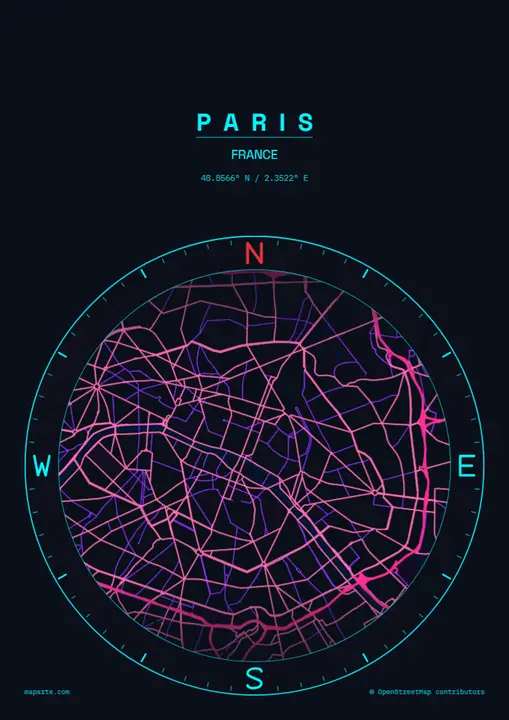 PARIS
FRANCE
48.8566° N / 2.3522° E
N
W
E
S
maparte.com
© OpenStreetMap contributors